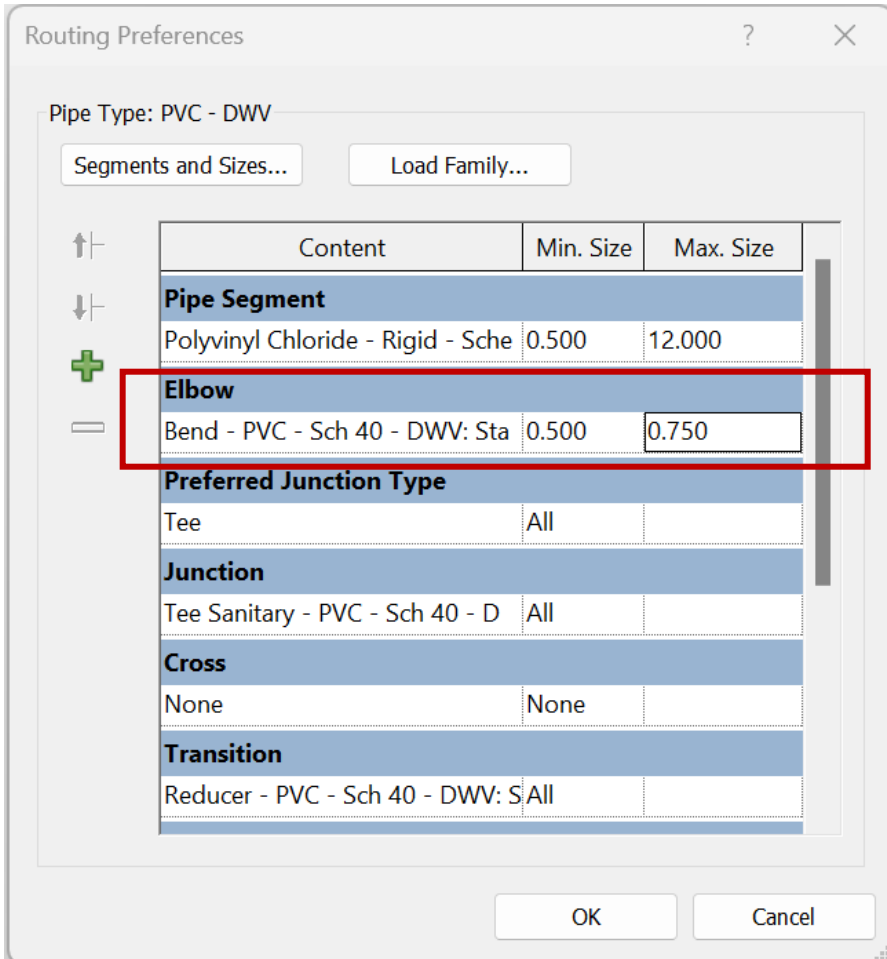 Routing Preferences ?
Pipe Type: PVC - DWV
Segments and Sizes... Load Family...
Content Min. Size Max. Size
Pipe Segment
Polyvinyl Chloride - Rigid - Sche 0.500 12.000
Elbow
Bend - PVC - Sch 40 - DWV: Sta 0.500 0.750
Preferred Junction Type
Tee All
Junction
Tee Sanitary - PVC - Sch 40 - D All
Cross
None None
Transition
Reducer - PVC - Sch 40 - DWV: S All
OK Cancel